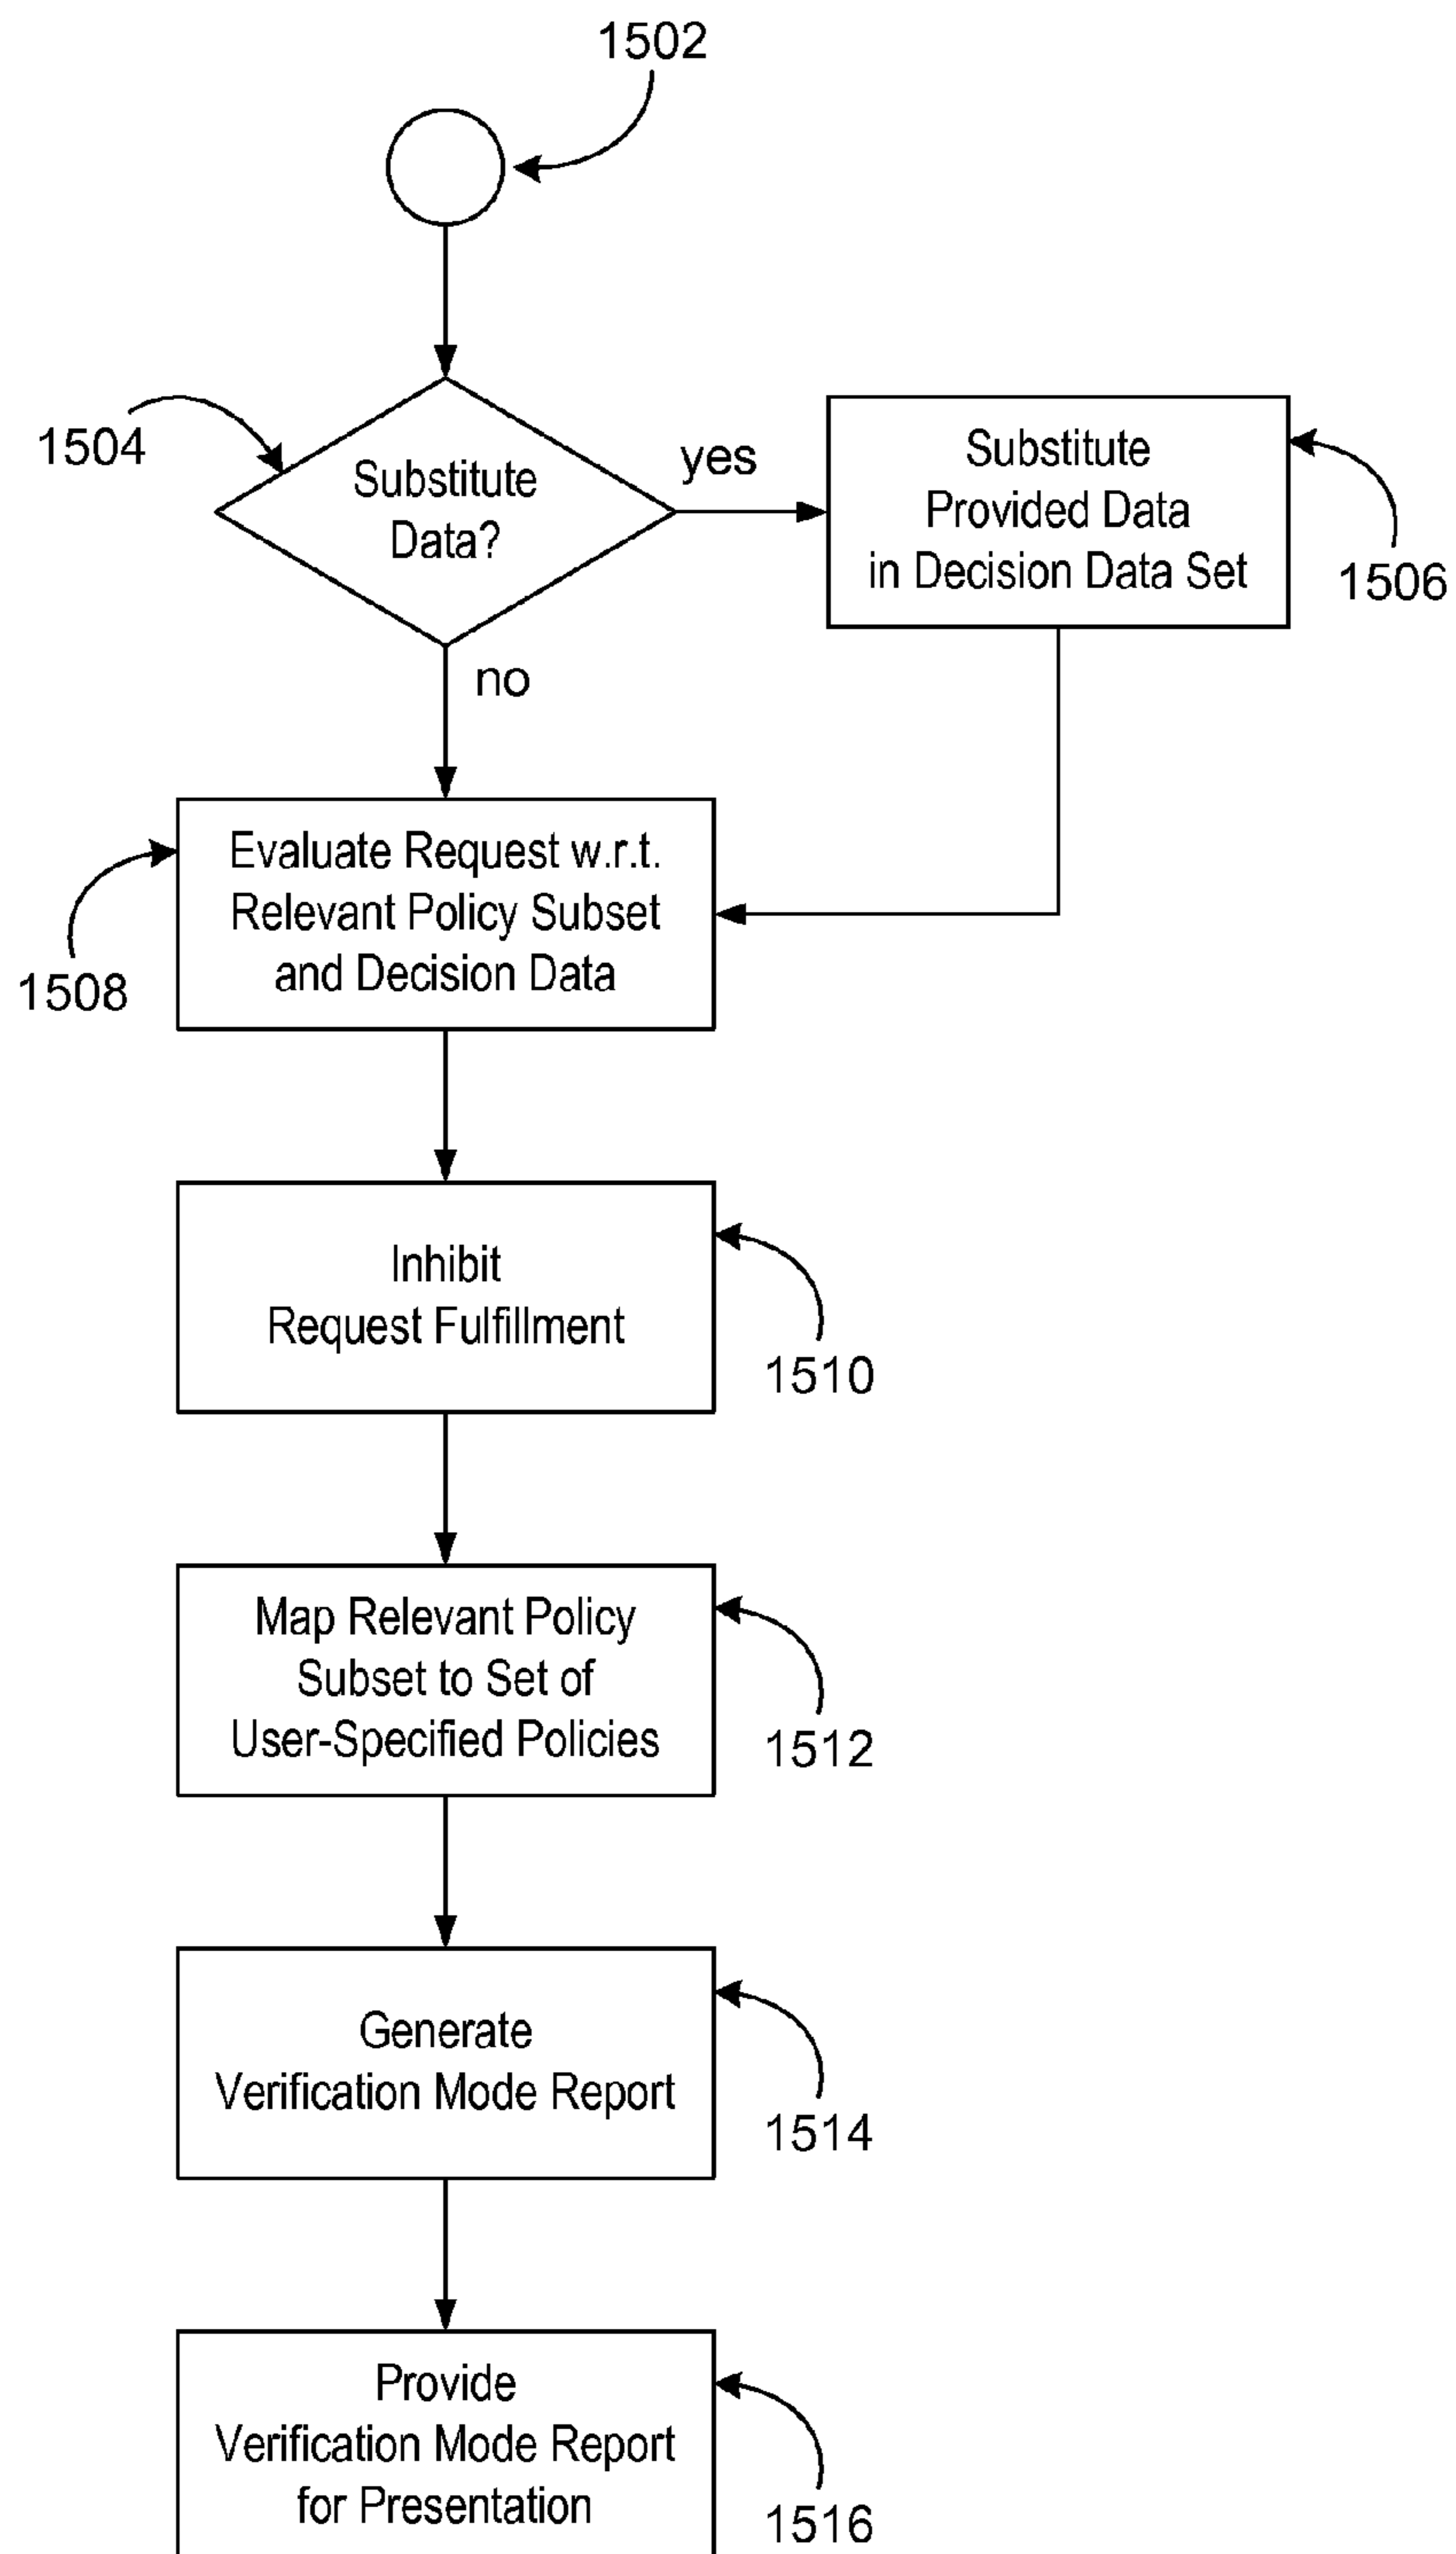 1502
1504
Substitute
Data?
yes
no
Substitute
Provided Data
in Decision Data Set
1506
Evaluate Request w.r.t.
Relevant Policy Subset
and Decision Data
1508
Inhibit
Request Fulfillment
1510
Map Relevant Policy
Subset to Set of
User-Specified Policies
1512
Generate
Verification Mode Report
1514
Provide
Verification Mode Report
for Presentation
1516